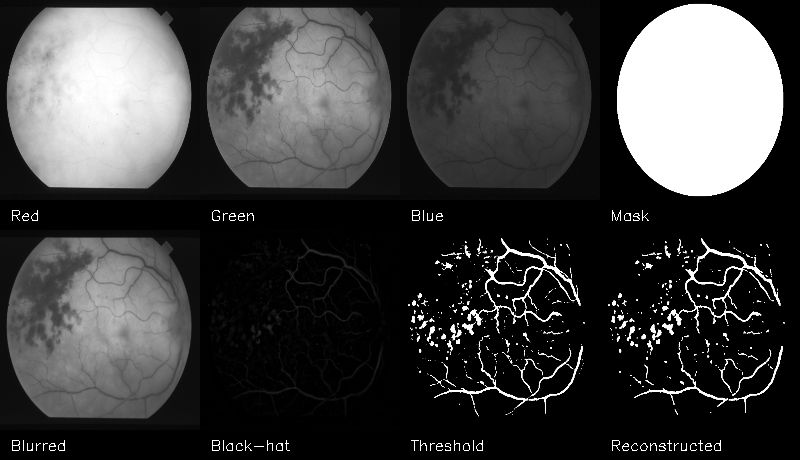 Red
Green
Blue
Mask
Blurred
Black-hat
Threshold
Reconstructed